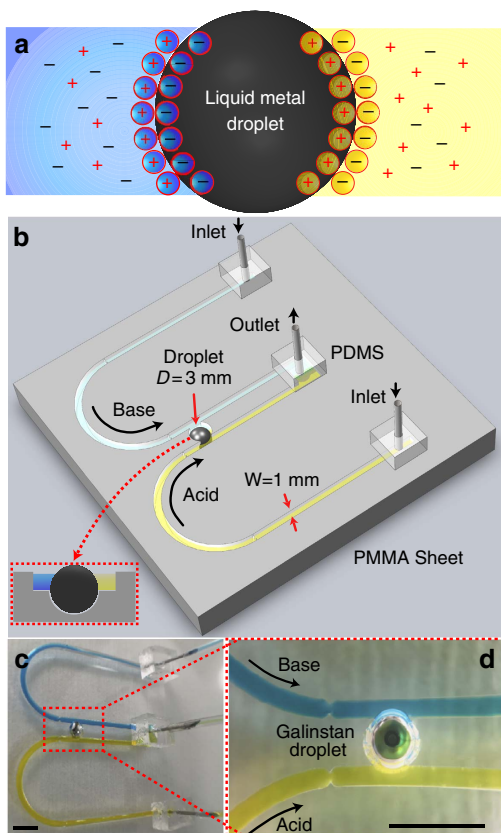 a
Liquid metal
droplet
b
Inlet
Outlet
PDMS
Droplet
D=3 mm
Inlet
Base
W=1 mm
Acid
PMMA Sheet
c
d
Base
Galinstan
droplet
Acid